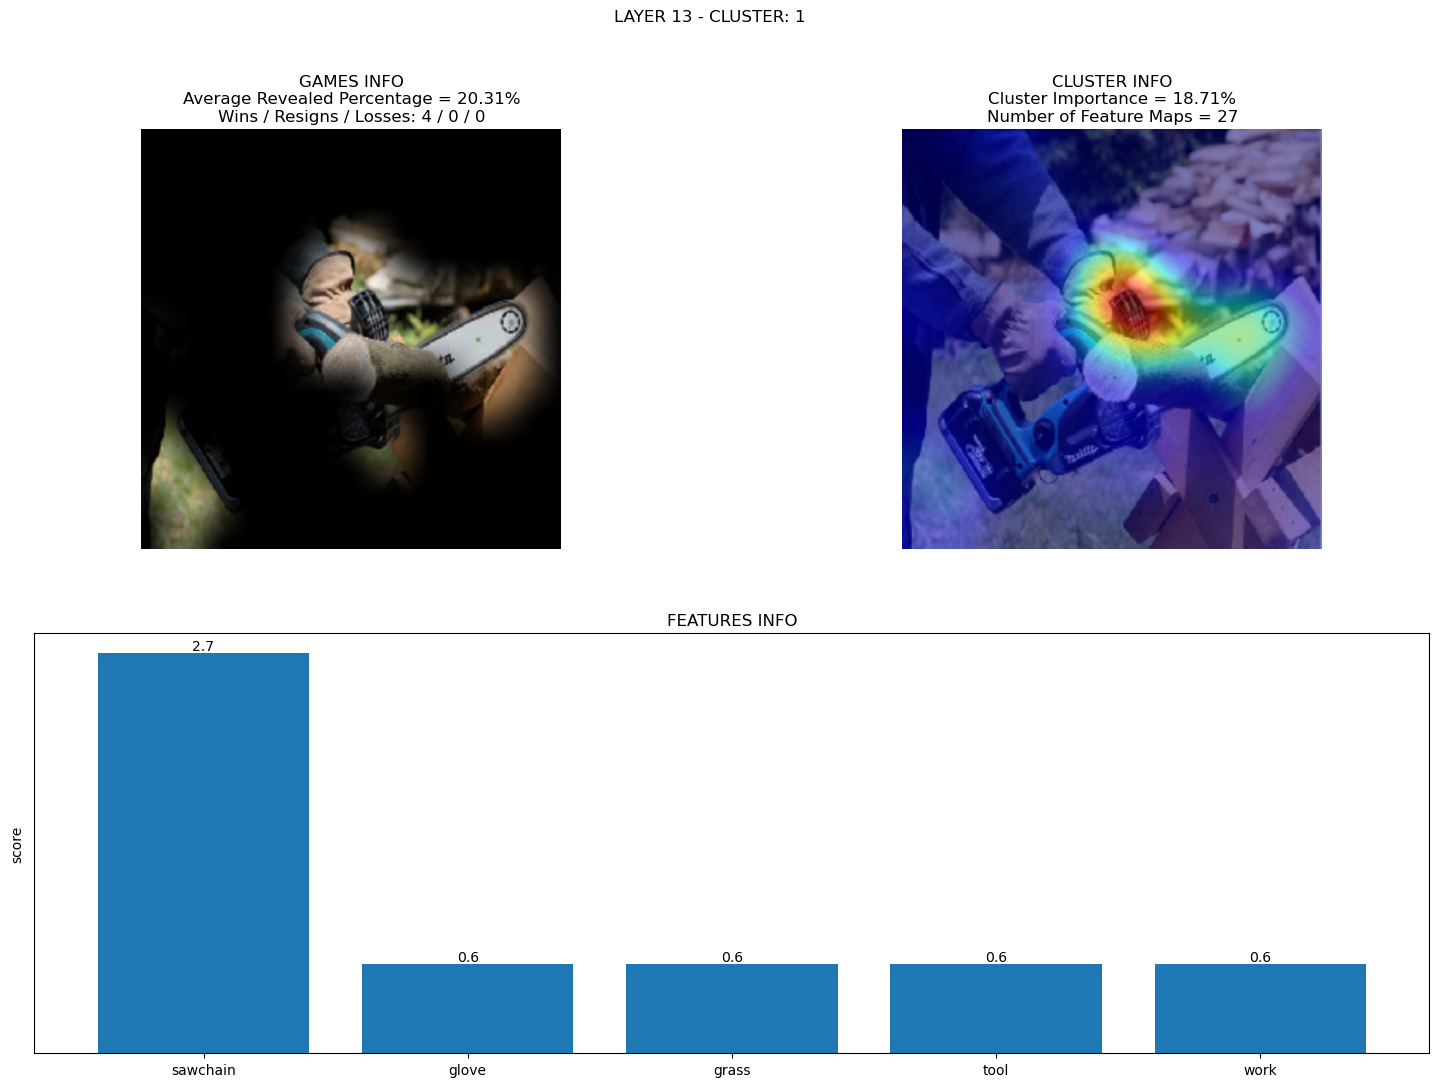 LAYER 13 - CLUSTER: 1
GAMES INFO
Average Revealed Percentage = 20.31%
Wins / Resigns / Losses: 4 / 0 / 0
CLUSTER INFO
Cluster Importance = 18.71%
Number of Feature Maps = 27
makita
FEATURES INFO
score
2.7
0.6
0.6
0.6
0.6
sawchain
glove
grass
tool
work